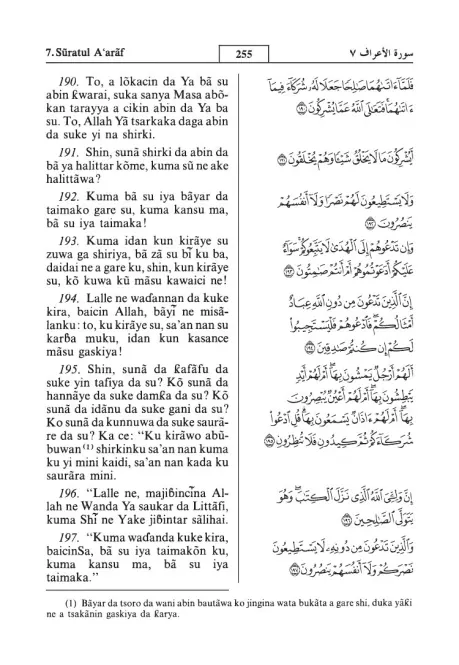 7. Sūratul A'arāf
255
سورة الأعراف ٧
190. To, a lōkacin da Ya bā su
abin ƙwarai, suka sanya Masa abō-
kan tarayya a cikin abin da Ya ba
su. To, Allah Yā tsarkaka daga abin
da suke yi na shirki.
191. Shin, sunā shirki da abin da
bā ya halittar kōme, kuma sū ne ake
halittāwa?
192. Kuma bā su iya bāyar da
taimako gare su, kuma kansu ma,
bā su iya taimaka!
193. Kuma idan kun kirāye su
zuwa ga shiriya, bā zā su bĩ ku ba,
daidai ne a gare ku, shin, kun kirāye
su, kō kuwa kū māsu kawaici ne!
194. Lalle ne waɗannan da kuke
kira, baicin Allah, bāyĩ ne misā-
lanku: to, ku kirāye su, sa'an nan su
karɓa muku, idan kun kasance
māsu gaskiya!
195. Shin, sunā da ƙafāfu da
suke yin tafiya da su? Kō sunā da
hannāye da suke damƙa da su? Kō
sunā da idānu da suke gani da su?
Ko sunā da kunnuwa da suke saurā-
re da su? Ka ce: "Ku kirāwo abū-
buwan⁽¹⁾ shirkinku sa'an nan kuma
ku yi mini kaidi, sa'an nan kada ku
saurāra mini.
196. "Lalle ne, majiɓincĩna Al-
lah ne Wanda Ya saukar da Littāfi,
kuma Shĩ ne Yake jiɓintar sālihai.
197. "Kuma waɗanda kuke kira,
baicinSa, bā su iya taimakōn ku,
kuma kansu ma, bā su iya
taimaka."
فَلَمَّآ ءَاتَىٰهُمَا صَٰلِحًا جَعَلَا لَهُۥ شُرَكَآءَ فِيمَآ
ءَاتَىٰهُمَا ۚ فَتَعَٰلَى ٱللَّهُ عَمَّا يُشْرِكُونَ ١٩٠
أَيُشْرِكُونَ مَا لَا يَخْلُقُ شَيْـًٔا وَهُمْ يُخْلَقُونَ ١٩١
وَلَا يَسْتَطِيعُونَ لَهُمْ نَصْرًا وَلَآ أَنفُسَهُمْ
يَنصُرُونَ ١٩٢
وَإِن تَدْعُوهُمْ إِلَى ٱلْهُدَىٰ لَا يَتَّبِعُوكُمْ ۚ سَوَآءٌ
عَلَيْكُمْ أَدَعَوْتُمُوهُمْ أَمْ أَنتُمْ صَٰمِتُونَ ١٩٣
إِنَّ ٱلَّذِينَ تَدْعُونَ مِن دُونِ ٱللَّهِ عِبَادٌ
أَمْثَالُكُمْ ۖ فَٱدْعُوهُمْ فَلْيَسْتَجِيبُوا۟
لَكُمْ إِن كُنتُمْ صَٰدِقِينَ ١٩٤
أَلَهُمْ أَرْجُلٌ يَمْشُونَ بِهَآ ۖ أَمْ لَهُمْ أَيْدٍ
يَبْطِشُونَ بِهَآ ۖ أَمْ لَهُمْ أَعْيُنٌ يُبْصِرُونَ
بِهَآ ۖ أَمْ لَهُمْ ءَاذَانٌ يَسْمَعُونَ بِهَا ۗ قُلِ ٱدْعُوا۟
شُرَكَآءَكُمْ ثُمَّ كِيدُونِ فَلَا تُنظِرُونِ ١٩٥
إِنَّ وَلِـِّۧىَ ٱللَّهُ ٱلَّذِى نَزَّلَ ٱلْكِتَٰبَ ۖ وَهُوَ
يَتَوَلَّى ٱلصَّٰلِحِينَ ١٩٦
وَٱلَّذِينَ تَدْعُونَ مِن دُونِهِۦ لَا يَسْتَطِيعُونَ
نَصْرَكُمْ وَلَآ أَنفُسَهُمْ يَنصُرُونَ ١٩٧
(1) Bāyar da tsoro da wani abin bautāwa ko jingina wata bukāta a gare shi, duka yāƙi
ne a tsakānin gaskiya da ƙarya.